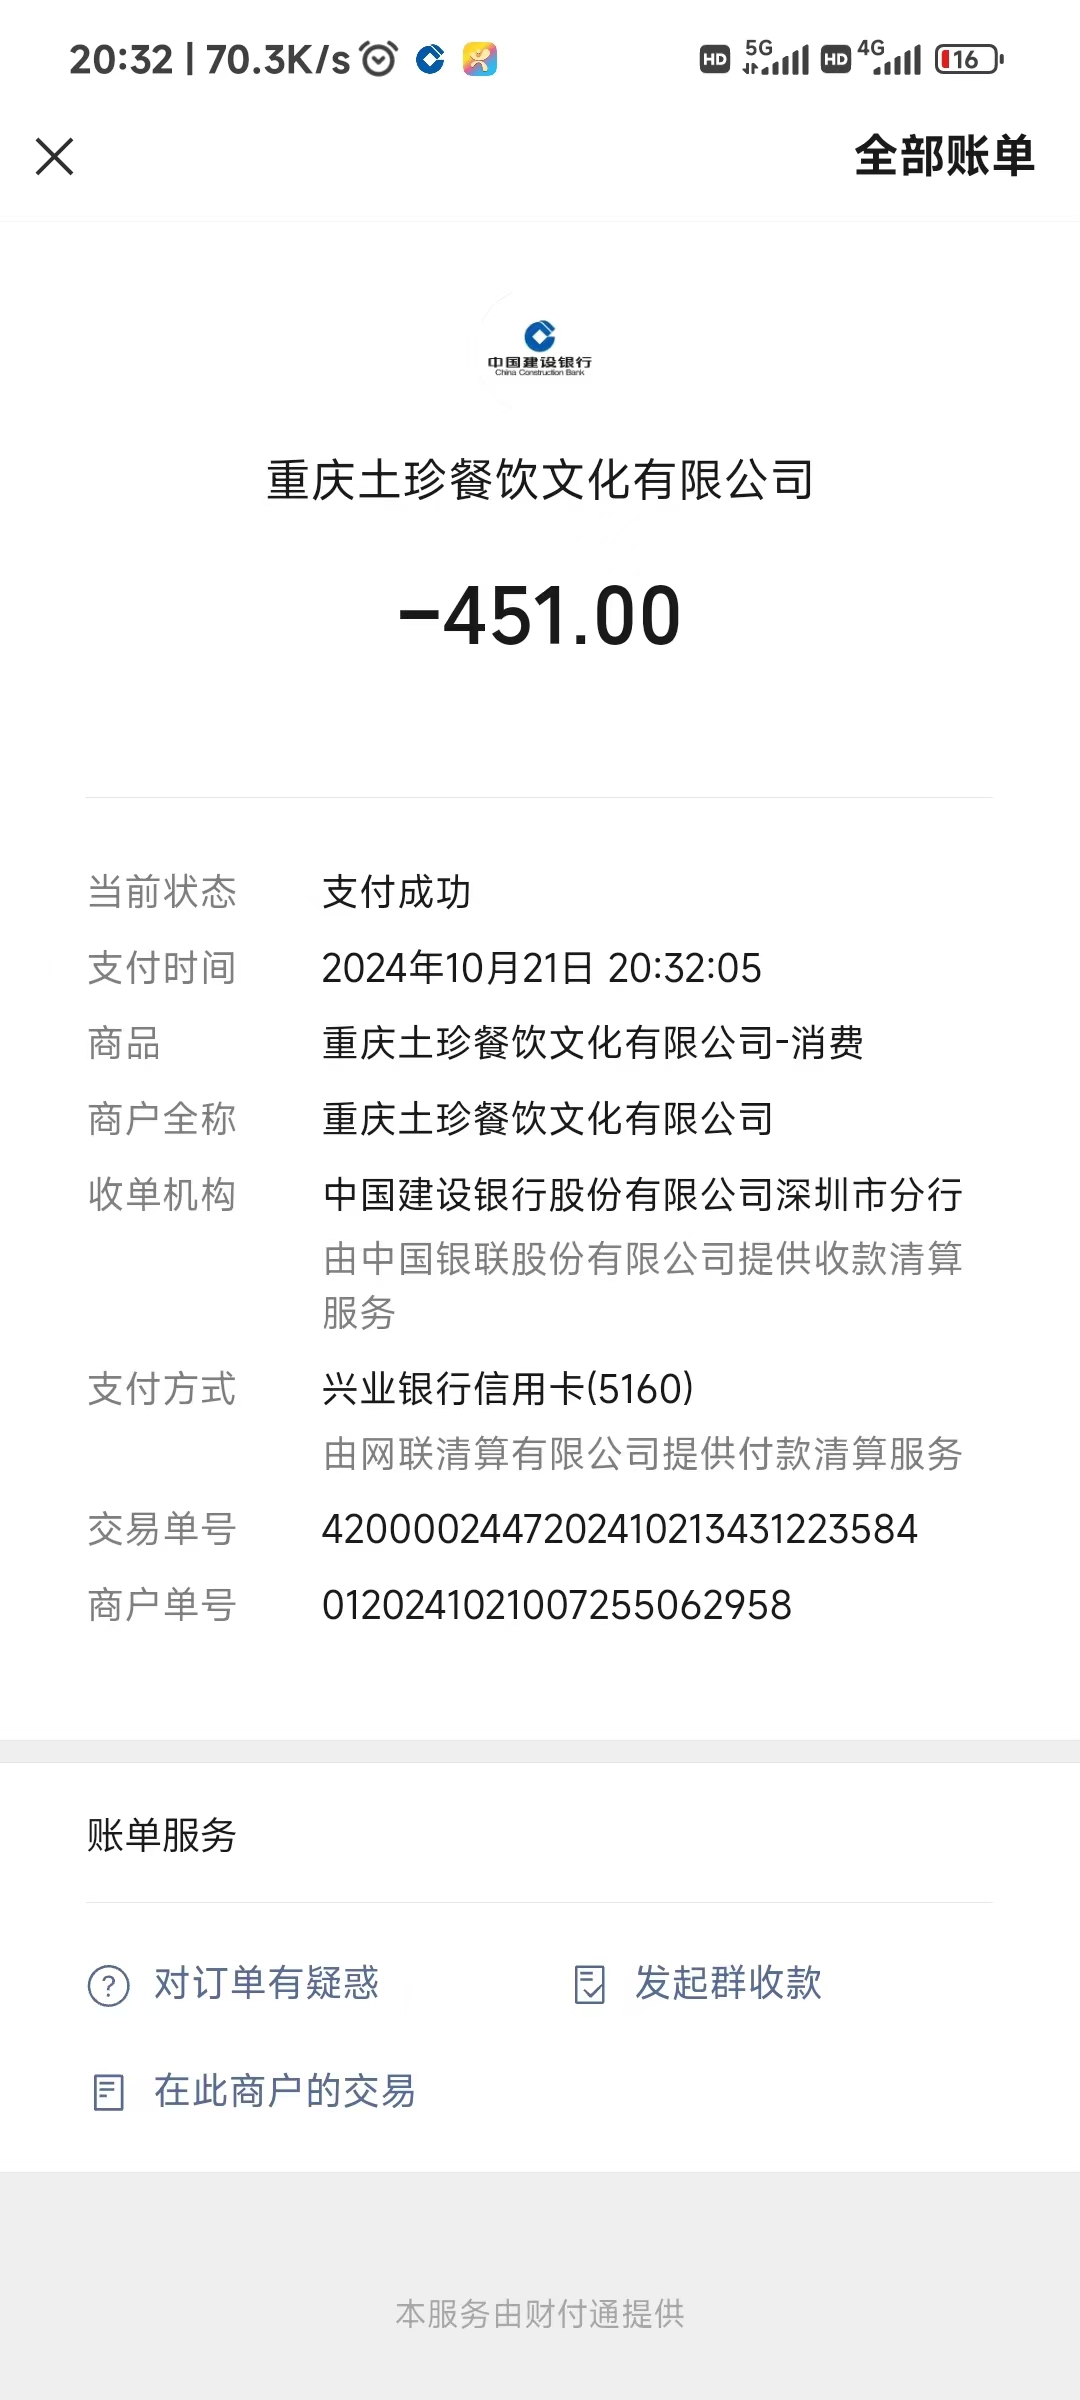 20:32 | 70.3K/s
HD 5G HD 4G 16
全部账单
中国建设银行
China Construction Bank
重庆土珍餐饮文化有限公司
-451.00
当前状态 支付成功
支付时间 2024年10月21日 20:32:05
商品 重庆土珍餐饮文化有限公司-消费
商户全称 重庆土珍餐饮文化有限公司
收单机构 中国建设银行股份有限公司深圳市分行
由中国银联股份有限公司提供收款清算
服务
支付方式 兴业银行信用卡(5160)
由网联清算有限公司提供付款清算服务
交易单号 4200002447202410213431223584
商户单号 0120241021007255062958
账单服务
对订单有疑惑 发起群收款
在此商户的交易
本服务由财付通提供